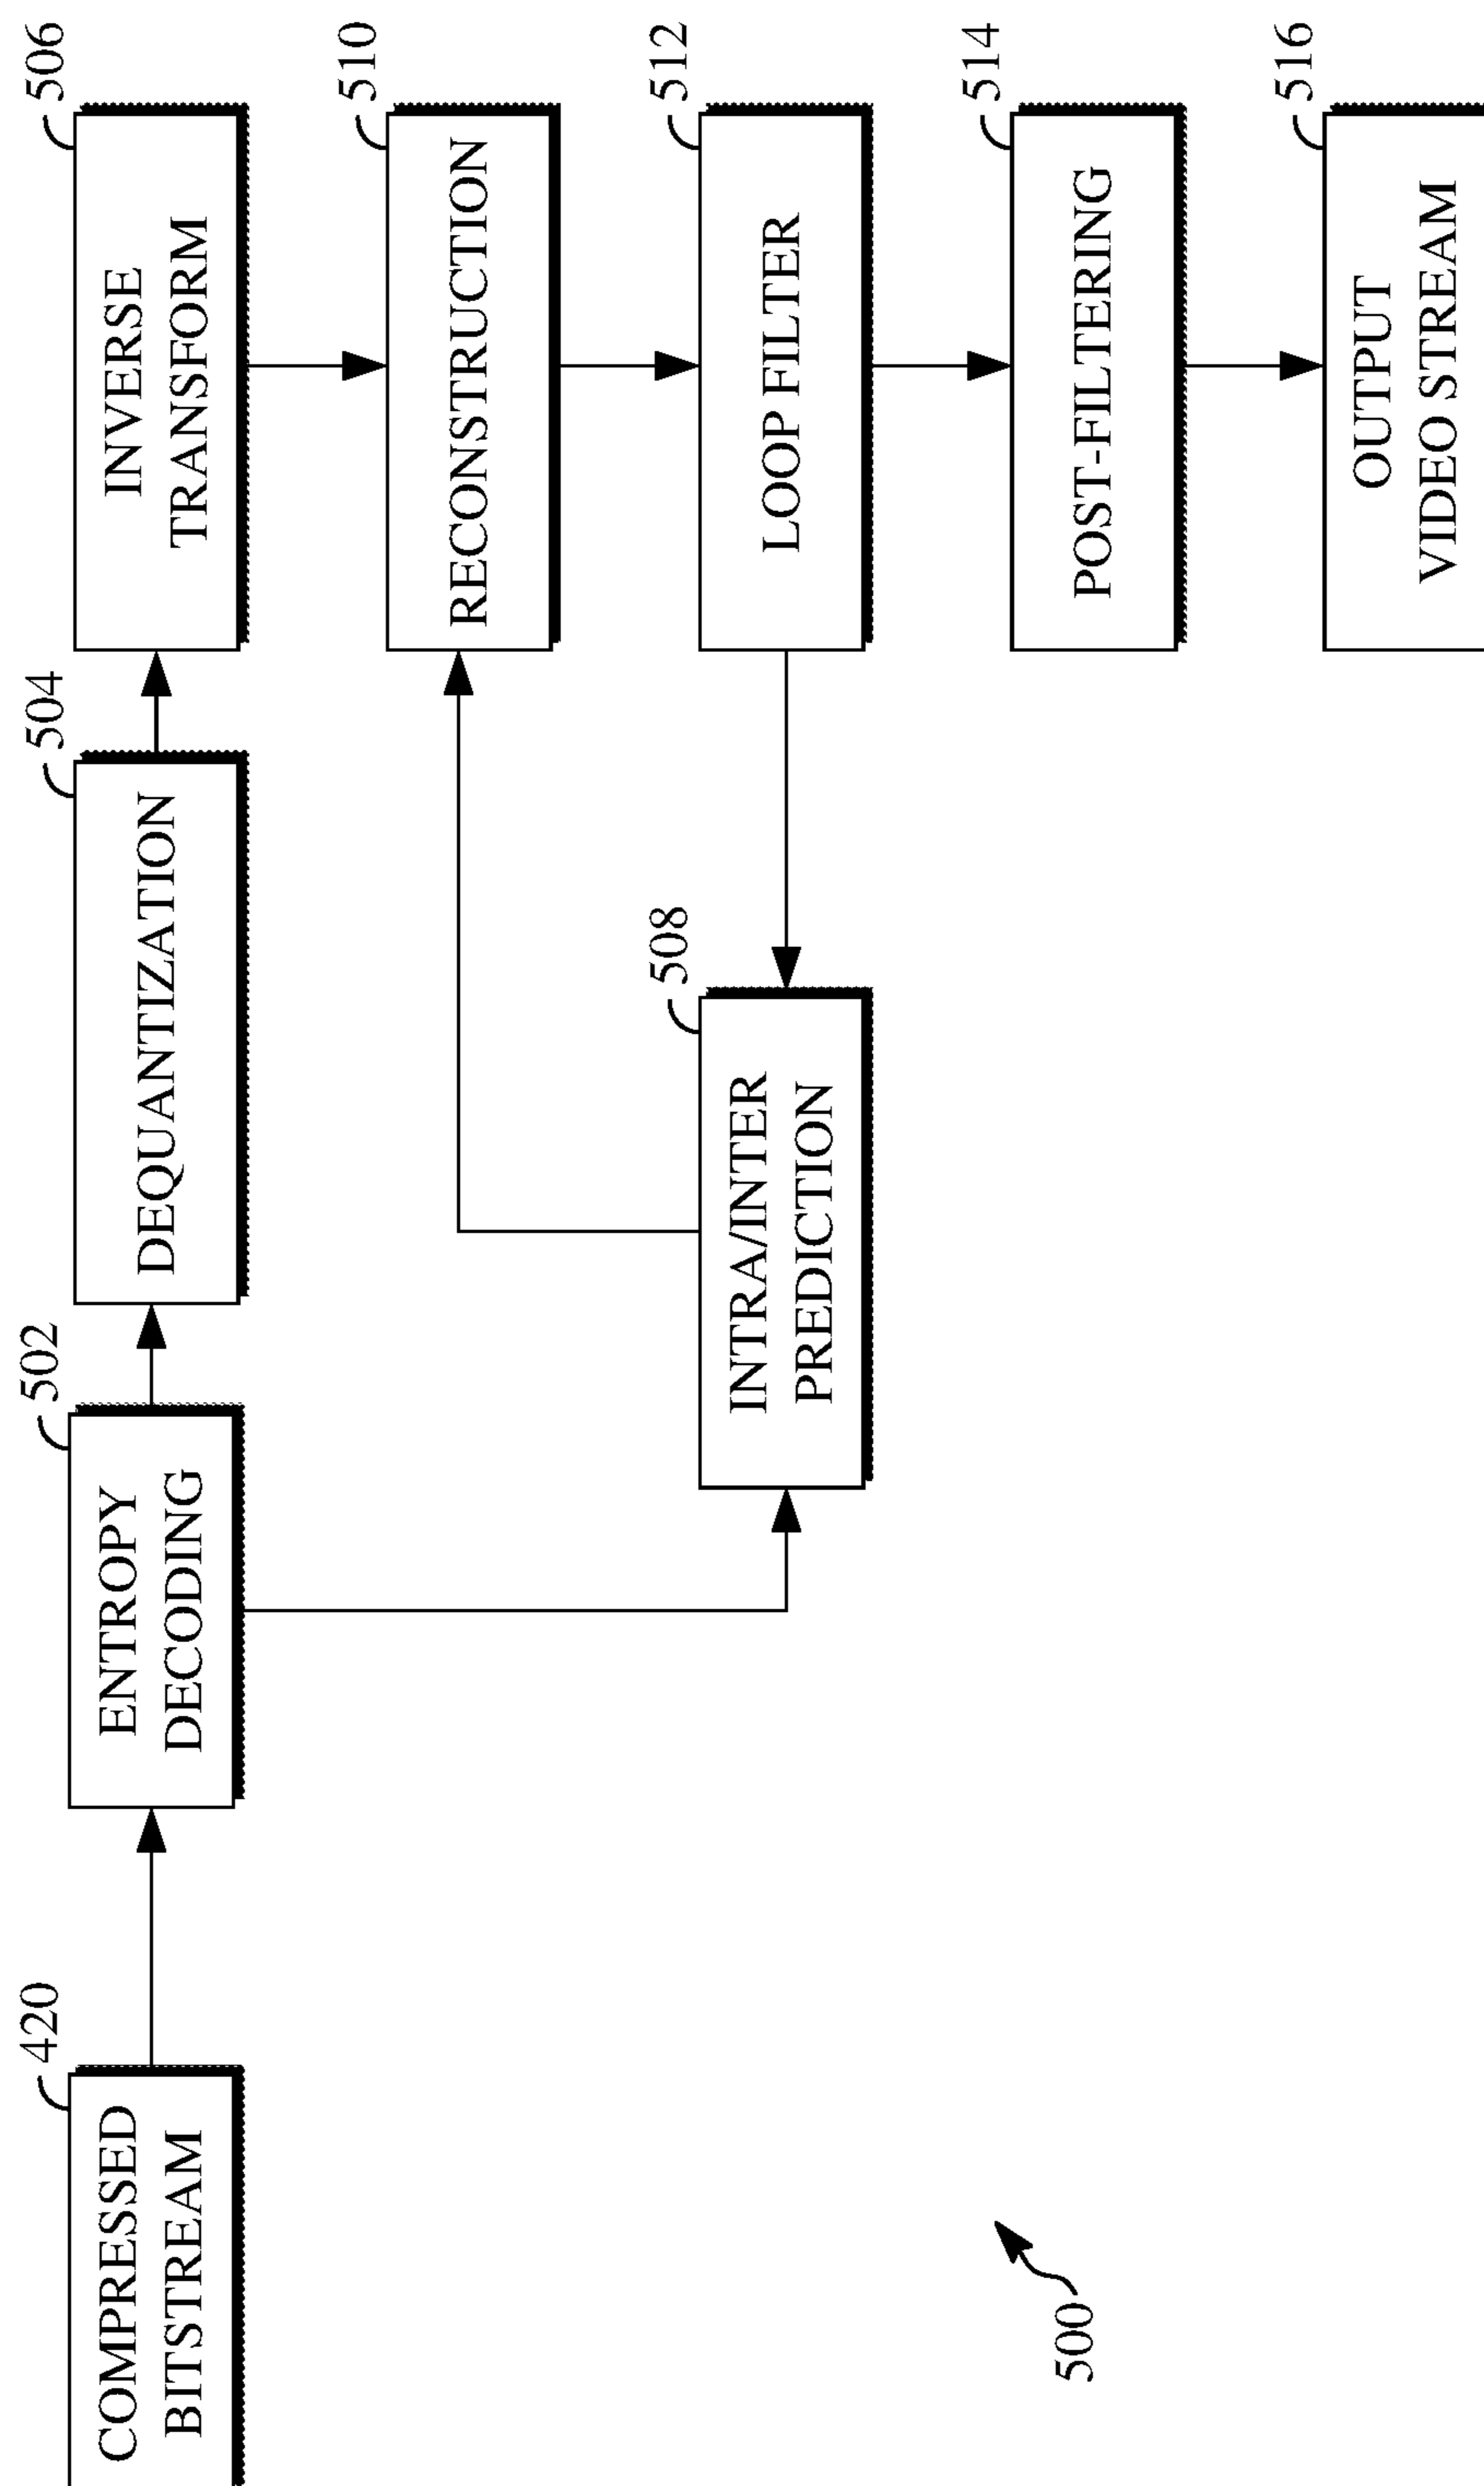 420
COMPRESSED
BITSTREAM
502
ENTROPY
DECODING
504
DEQUANTIZATION
506
INVERSE
TRANSFORM
510
RECONSTRUCTION
508
INTRA/INTER
PREDICTION
512
LOOP FILTER
514
POST-FILTERING
500
516
OUTPUT
VIDEO STREAM